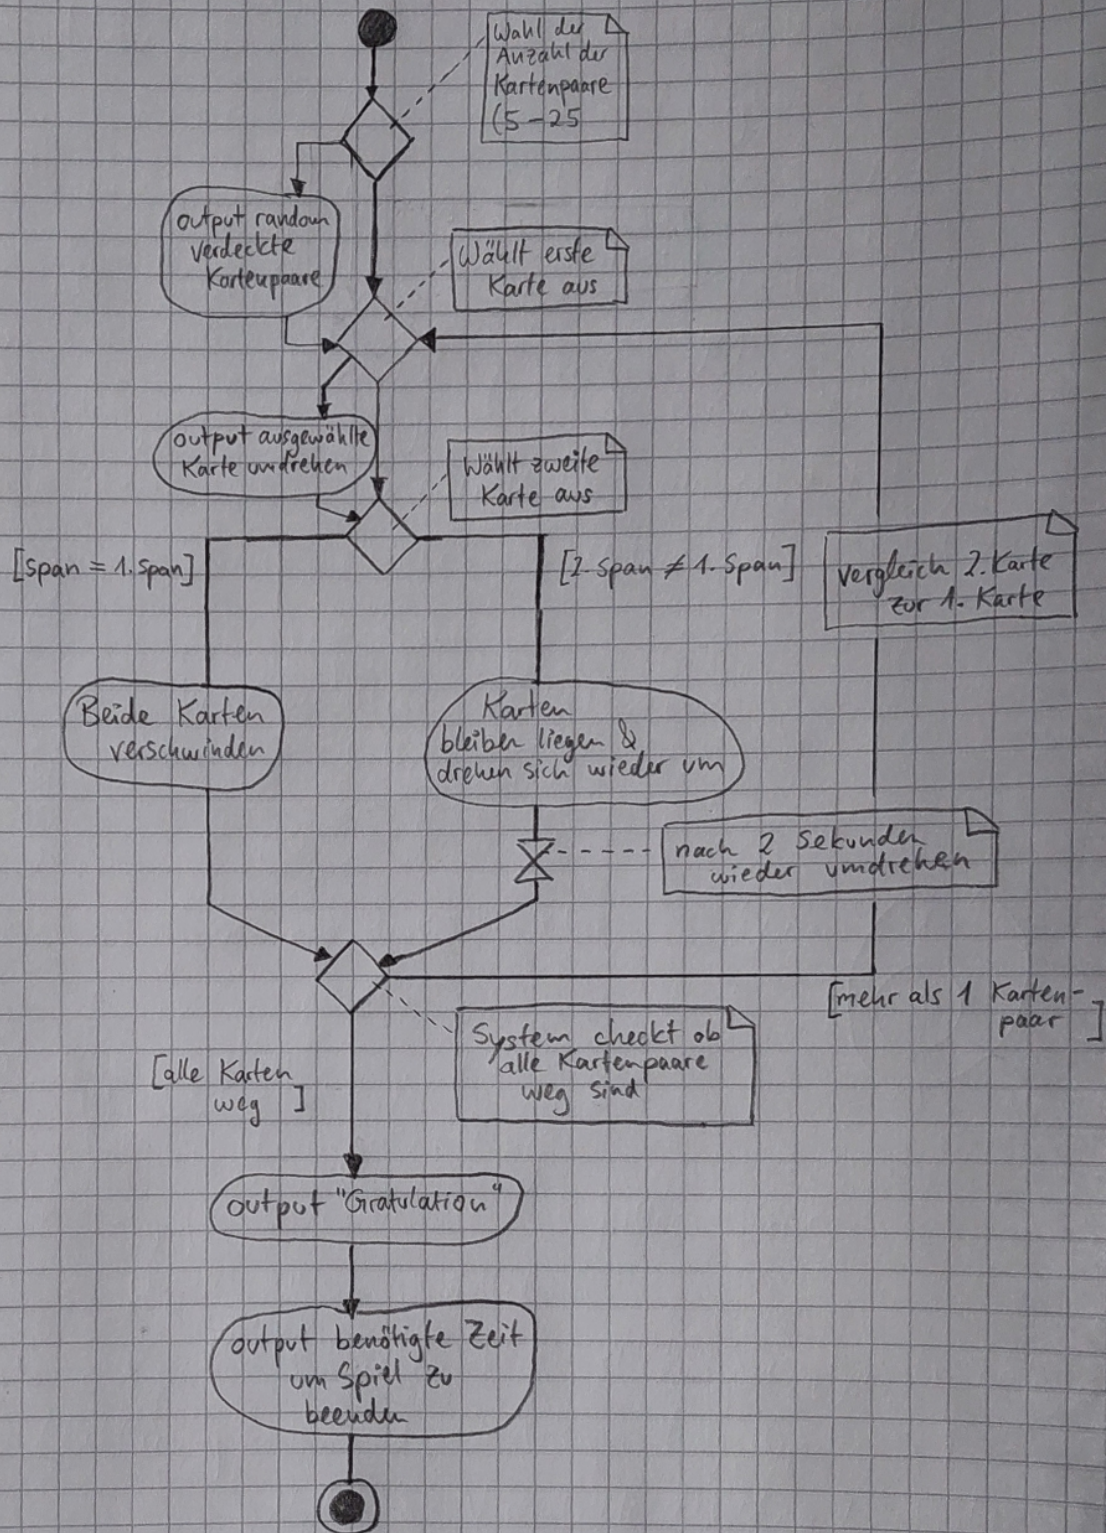 Wahl der
Anzahl der
Kartenpaare
(5-25
output random
verdeckte
Kartenpaare
Wählt erste
Karte aus
output ausgewählte
Karte umdrehen
Wählt zweite
Karte aus
[span = 1. span]
[2. span ≠ 1. span]
vergleich 2. Karte
zur 1. Karte
Beide Karten
verschwinden
Karten
bleiben liegen &
drehen sich wieder um
nach 2 Sekunden
wieder umdrehen
[mehr als 1 Karten-
paar ]
System checkt ob
alle Kartenpaare
weg sind
[alle Karten
weg ]
output "Gratulation"
output benötigte Zeit
um Spiel zu
beenden